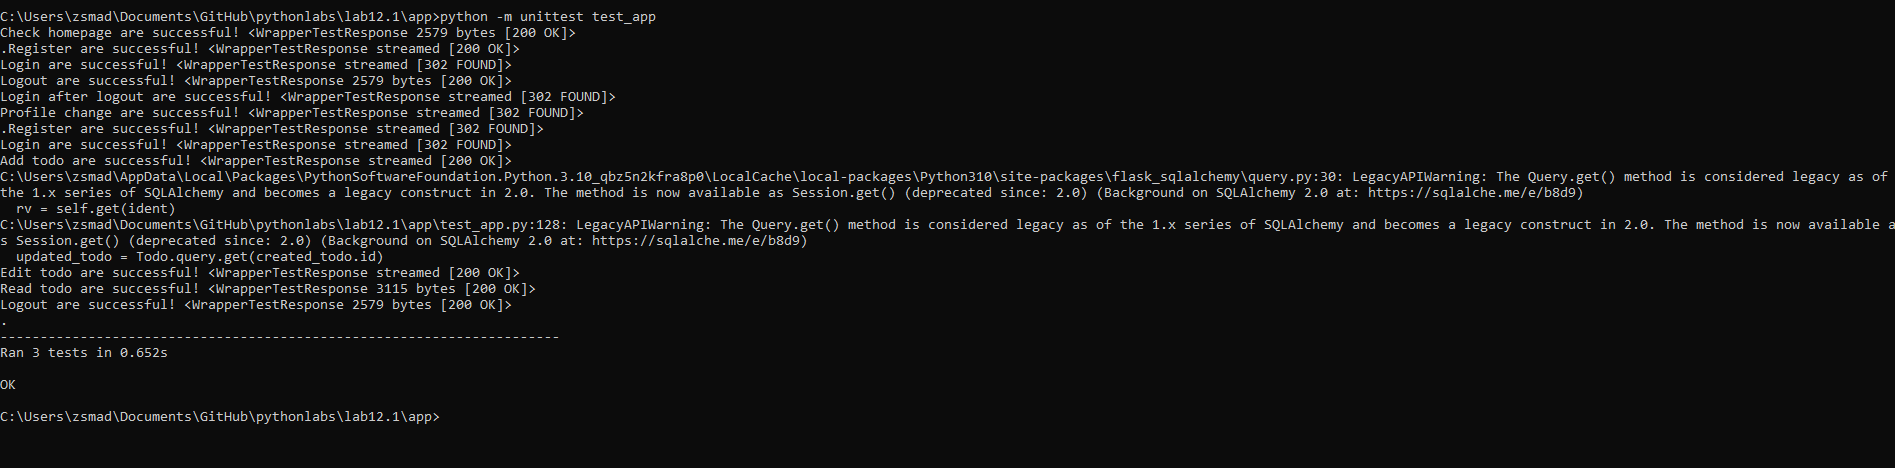 C:\Users\zsmad\Documents\GitHub\pythonlabs\lab12.1\app>python -m unittest test_app
Check homepage are successful! <WrapperTestResponse 2579 bytes [200 OK]>
.Register are successful! <WrapperTestResponse streamed [200 OK]>
Login are successful! <WrapperTestResponse streamed [302 FOUND]>
Logout are successful! <WrapperTestResponse 2579 bytes [200 OK]>
Login after logout are successful! <WrapperTestResponse streamed [302 FOUND]>
Profile change are successful! <WrapperTestResponse streamed [302 FOUND]>
.Register are successful! <WrapperTestResponse streamed [302 FOUND]>
Login are successful! <WrapperTestResponse streamed [302 FOUND]>
Add todo are successful! <WrapperTestResponse streamed [200 OK]>
C:\Users\zsmad\AppData\Local\Packages\PythonSoftwareFoundation.Python.3.10_qbz5n2kfra8p0\LocalCache\local-packages\Python310\site-packages\flask_sqlalchemy\query.py:30: LegacyAPIWarning: The Query.get() method is considered legacy as of
the 1.x series of SQLAlchemy and becomes a legacy construct in 2.0. The method is now available as Session.get() (deprecated since: 2.0) (Background on SQLAlchemy 2.0 at: https://sqlalche.me/e/b8d9)
  rv = self.get(ident)
C:\Users\zsmad\Documents\GitHub\pythonlabs\lab12.1\app\test_app.py:128: LegacyAPIWarning: The Query.get() method is considered legacy as of the 1.x series of SQLAlchemy and becomes a legacy construct in 2.0. The method is now available a
s Session.get() (deprecated since: 2.0) (Background on SQLAlchemy 2.0 at: https://sqlalche.me/e/b8d9)
  updated_todo = Todo.query.get(created_todo.id)
Edit todo are successful! <WrapperTestResponse streamed [200 OK]>
Read todo are successful! <WrapperTestResponse 3115 bytes [200 OK]>
Logout are successful! <WrapperTestResponse 2579 bytes [200 OK]>
.
----------------------------------------------------------------------
Ran 3 tests in 0.652s
OK
C:\Users\zsmad\Documents\GitHub\pythonlabs\lab12.1\app>